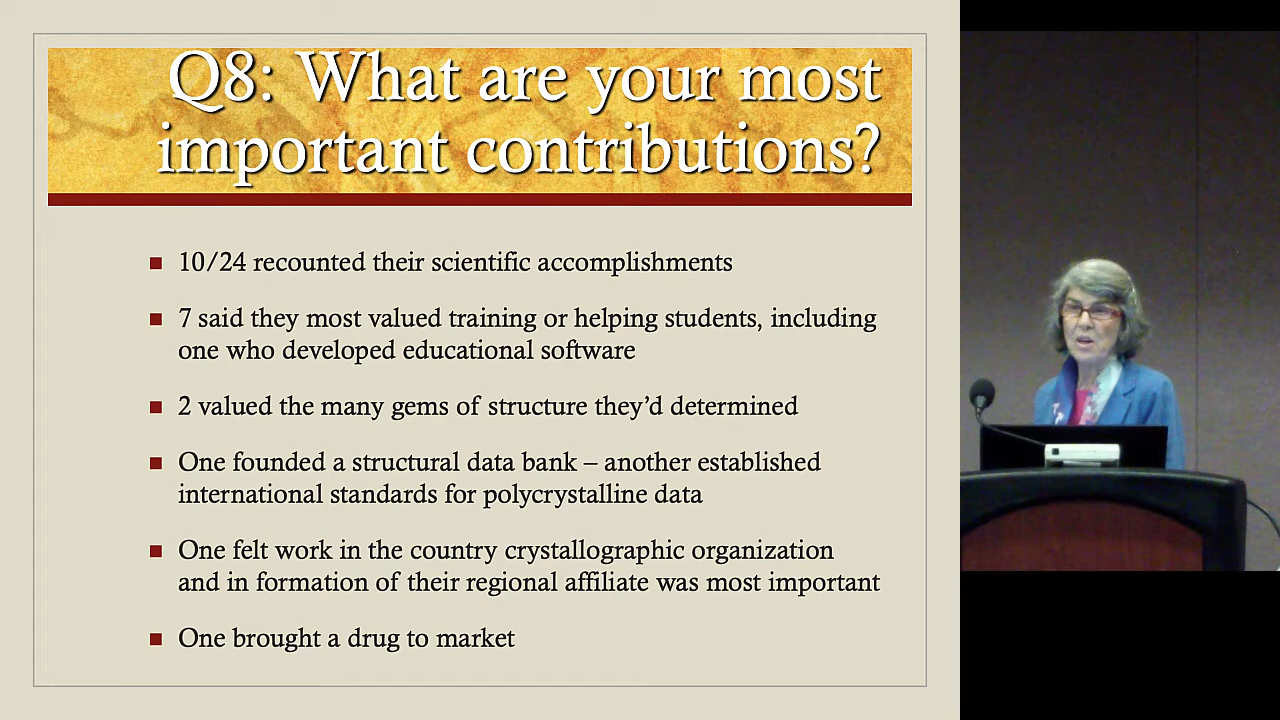 Q8: What are your most
important contributions?
10/24 recounted their scientific accomplishments
7 said they most valued training or helping students, including
one who developed educational software
2 valued the many gems of structure they’d determined
One founded a structural data bank – another established
international standards for polycrystalline data
One felt work in the country crystallographic organization
and in formation of their regional affiliate was most important
One brought a drug to market